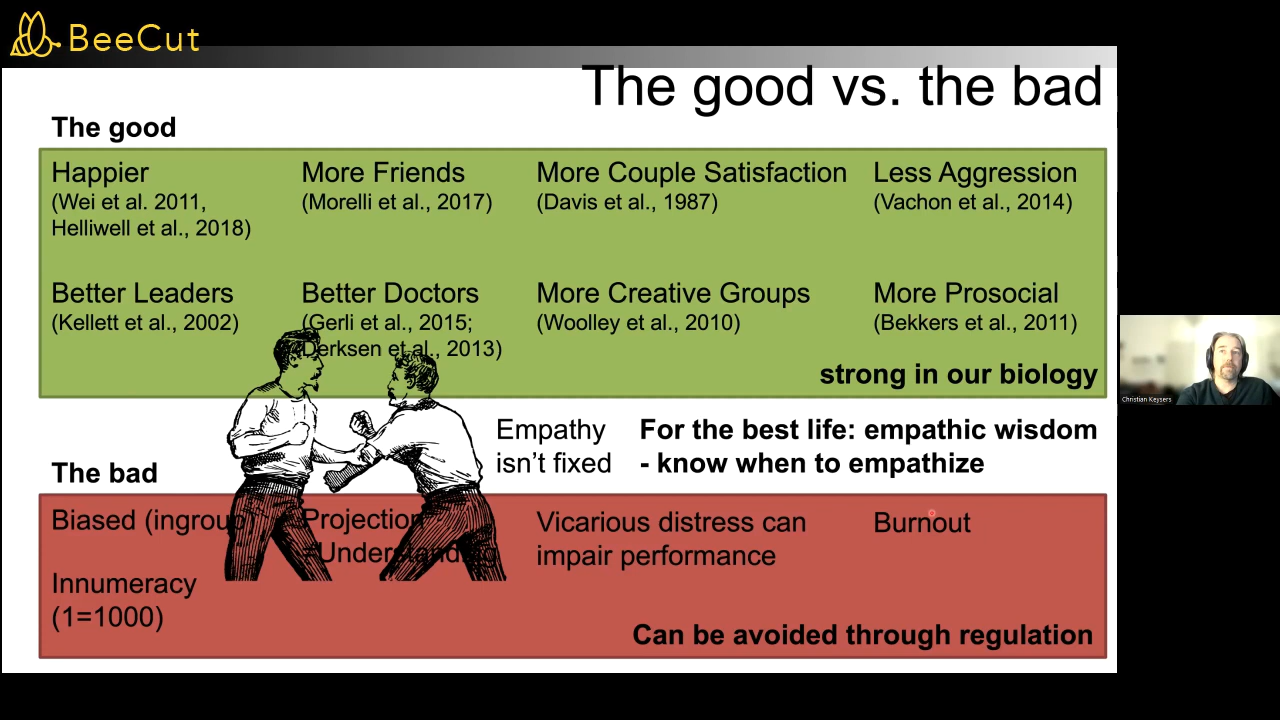 BeeCut
The good vs. the bad
The good
Happier
(Wei et al. 2011,
Helliwell et al., 2018)
More Friends
(Morelli et al., 2017)
More Couple Satisfaction
(Davis et al., 1987)
Less Aggression
(Vachon et al., 2014)
Better Leaders
(Kellett et al., 2002)
Better Doctors
(Gerli et al., 2015;
Derksen et al., 2013)
More Creative Groups
(Woolley et al., 2010)
More Prosocial
(Bekkers et al., 2011)
strong in our biology
Empathy
isn't fixed
For the best life: empathic wisdom
- know when to empathize
The bad
Biased (ingroup)
Projection
Understanding
Vicarious distress can
impair performance
Burnout
Innumeracy
(1=1000)
Can be avoided through regulation
Christian Keysers